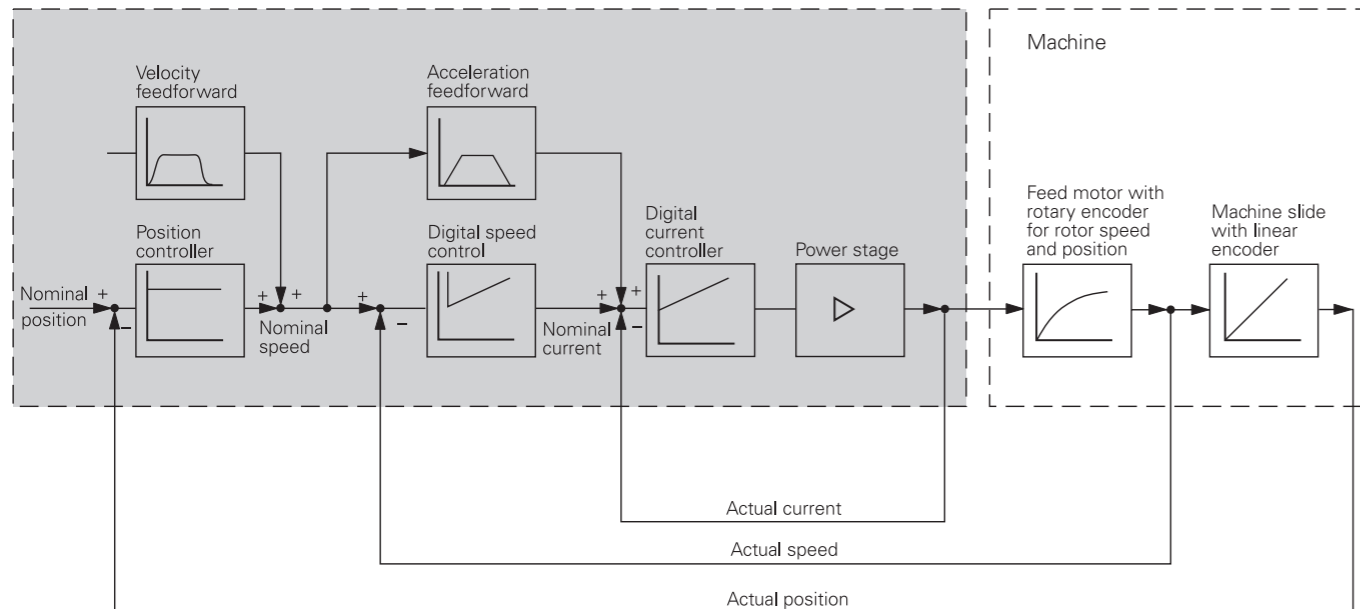 Machine
Velocity
feedforward
Acceleration
feedforward
Position
controller
Digital speed
control
Digital
current
controller
Power stage
Feed motor with
rotary encoder
for rotor speed
and position
Machine slide
with linear
encoder
Nominal
position
+
–
+
+
Nominal
speed
+
–
+
+
–
Nominal
current
Actual current
Actual speed
Actual position